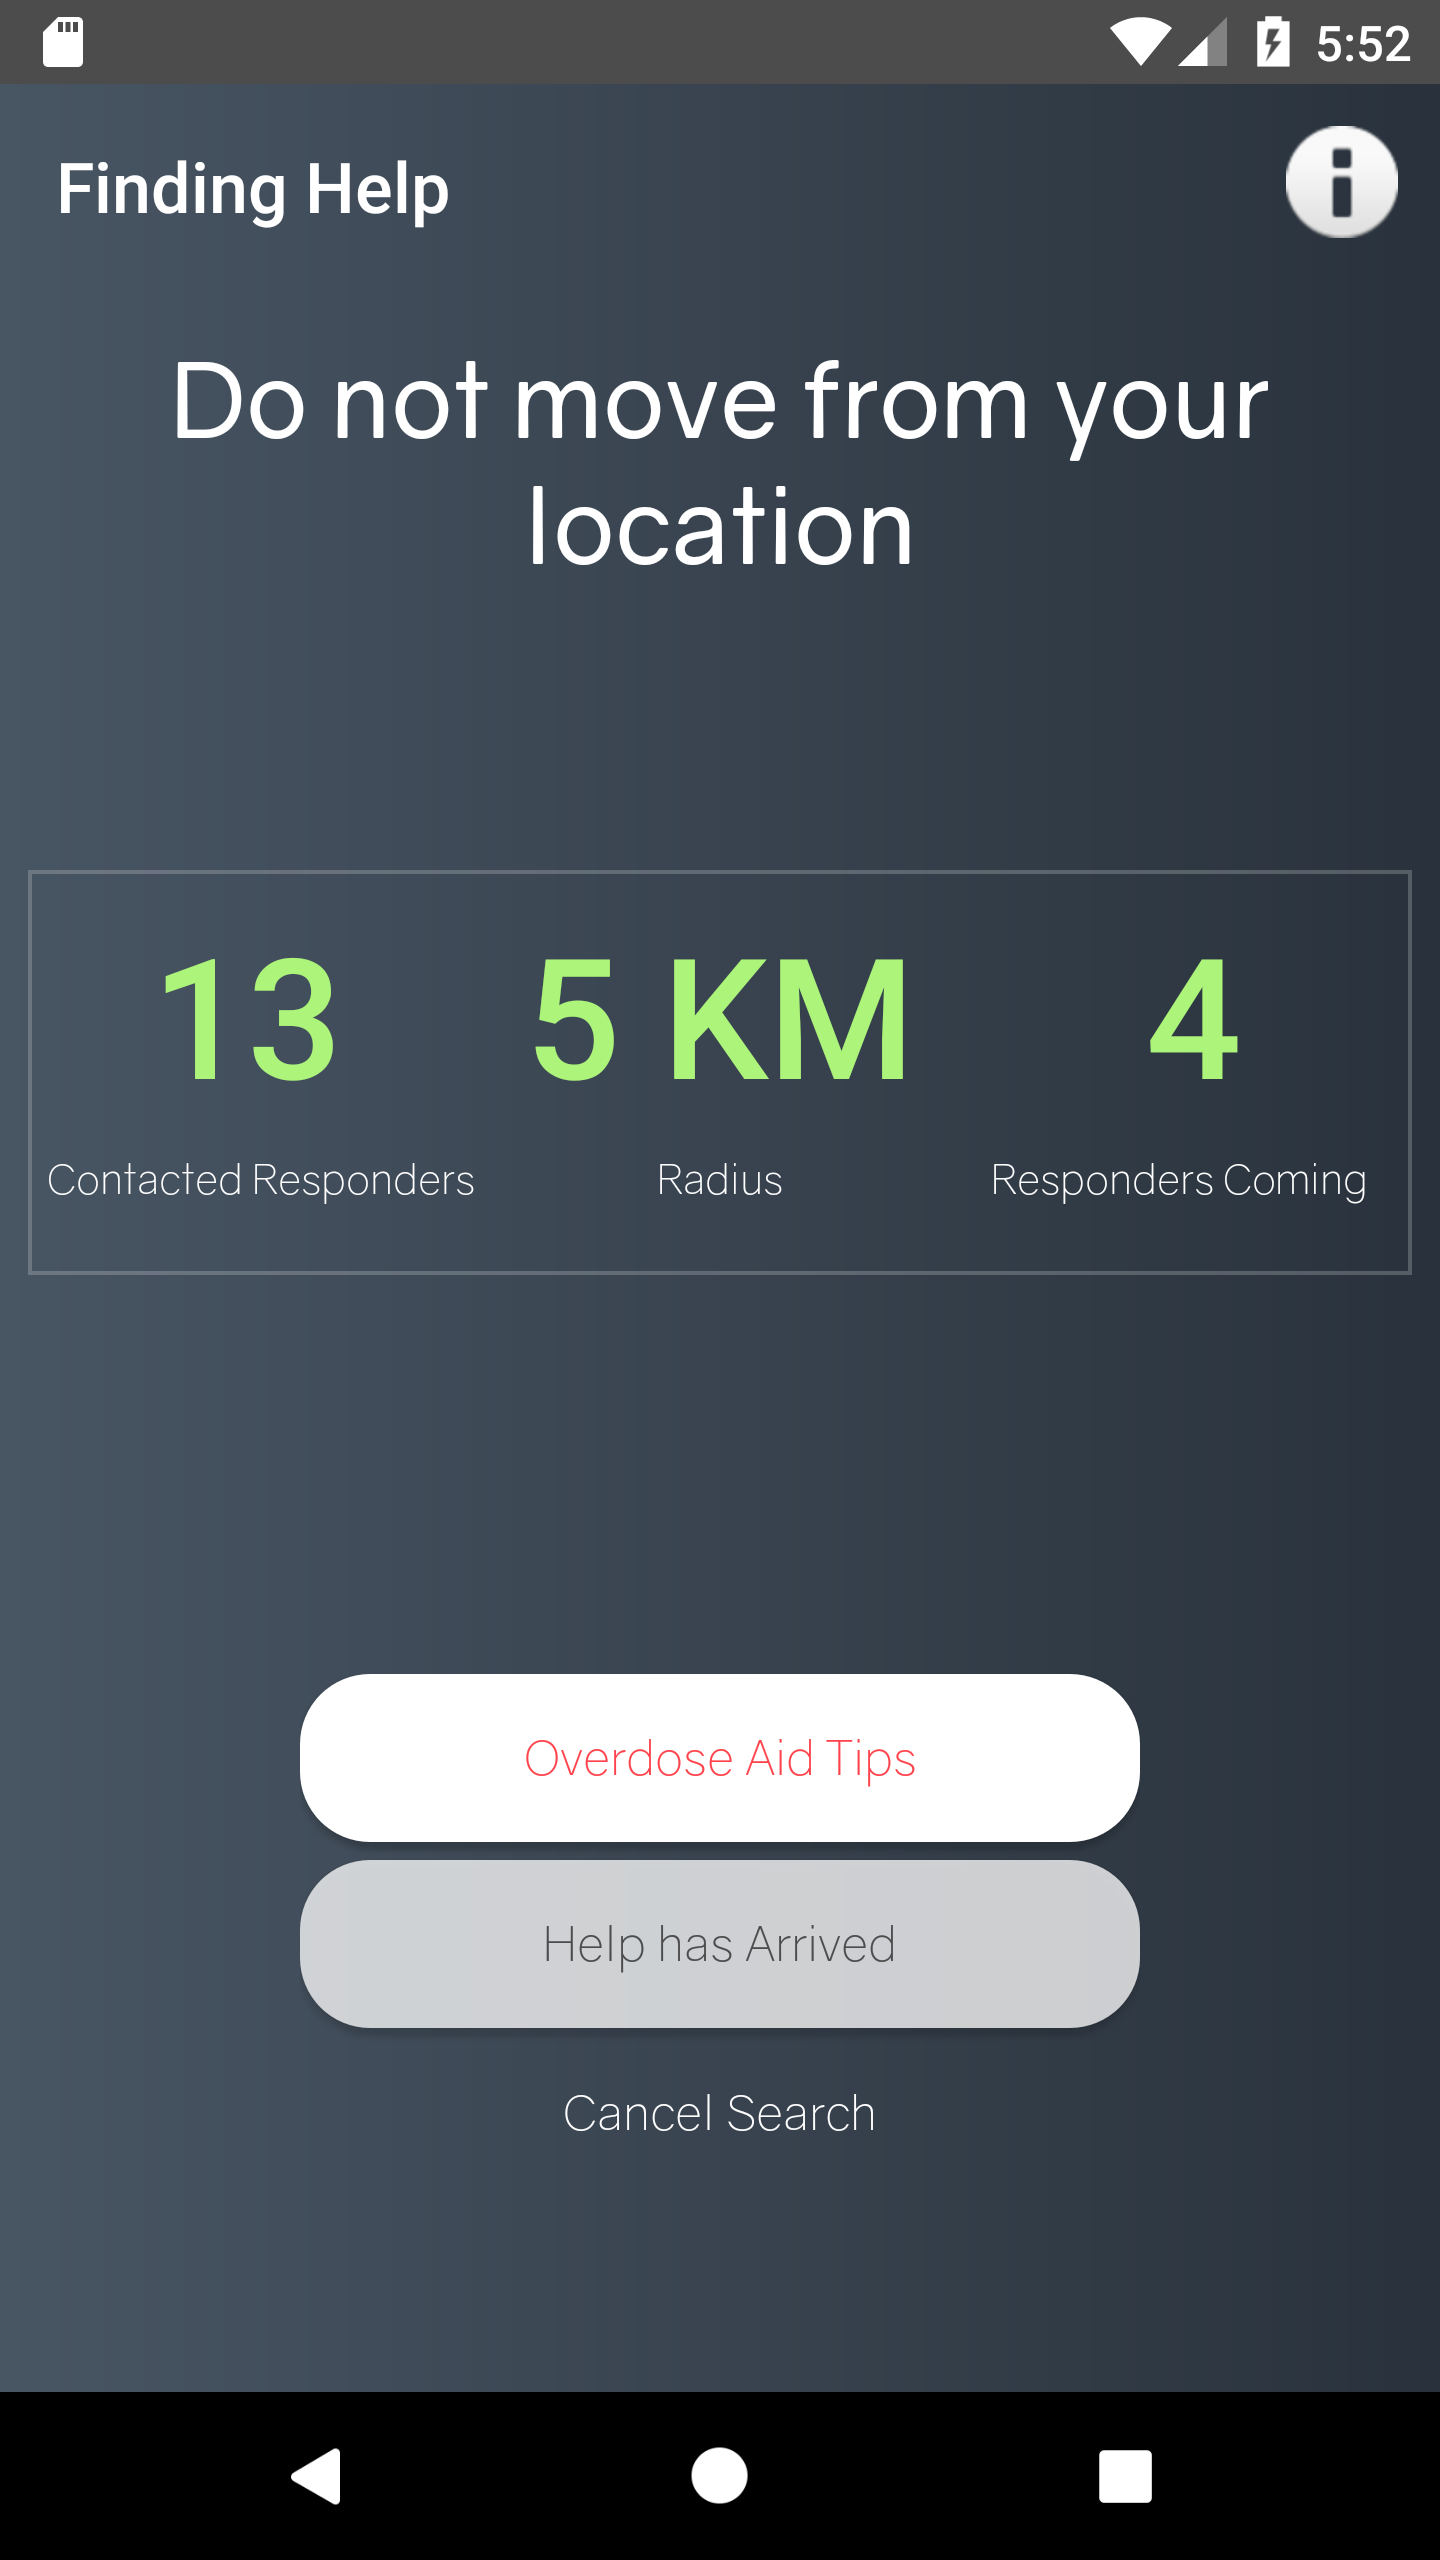 5:52
Finding Help
Do not move from your
location
13
5 KM
4
Contacted Responders
Radius
Responders Coming
Overdose Aid Tips
Help has Arrived
Cancel Search